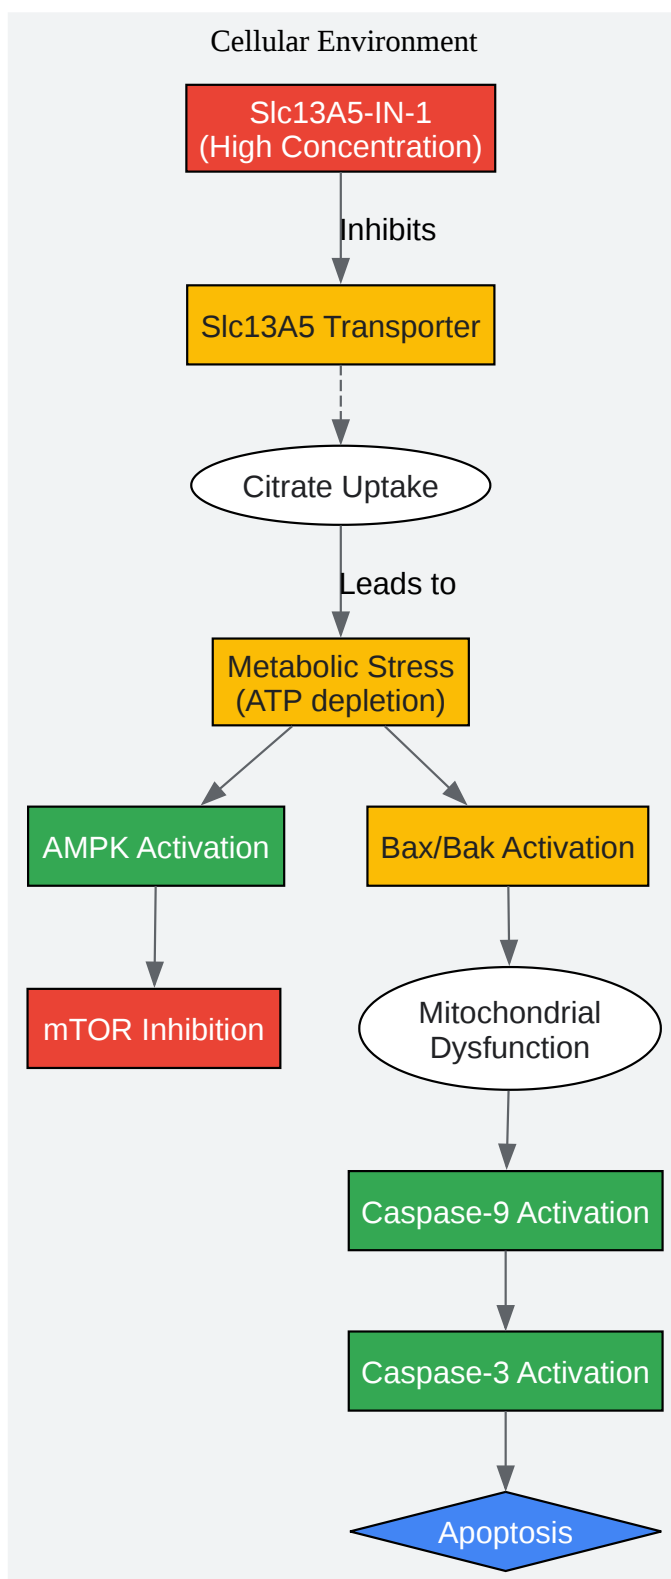 Cellular Environment
Slc13A5-IN-1
(High Concentration)
Inhibits
Slc13A5 Transporter
Citrate Uptake
Leads to
Metabolic Stress
(ATP depletion)
AMPK Activation
Bax/Bak Activation
mTOR Inhibition
Mitochondrial
Dysfunction
Caspase-9 Activation
Caspase-3 Activation
Apoptosis